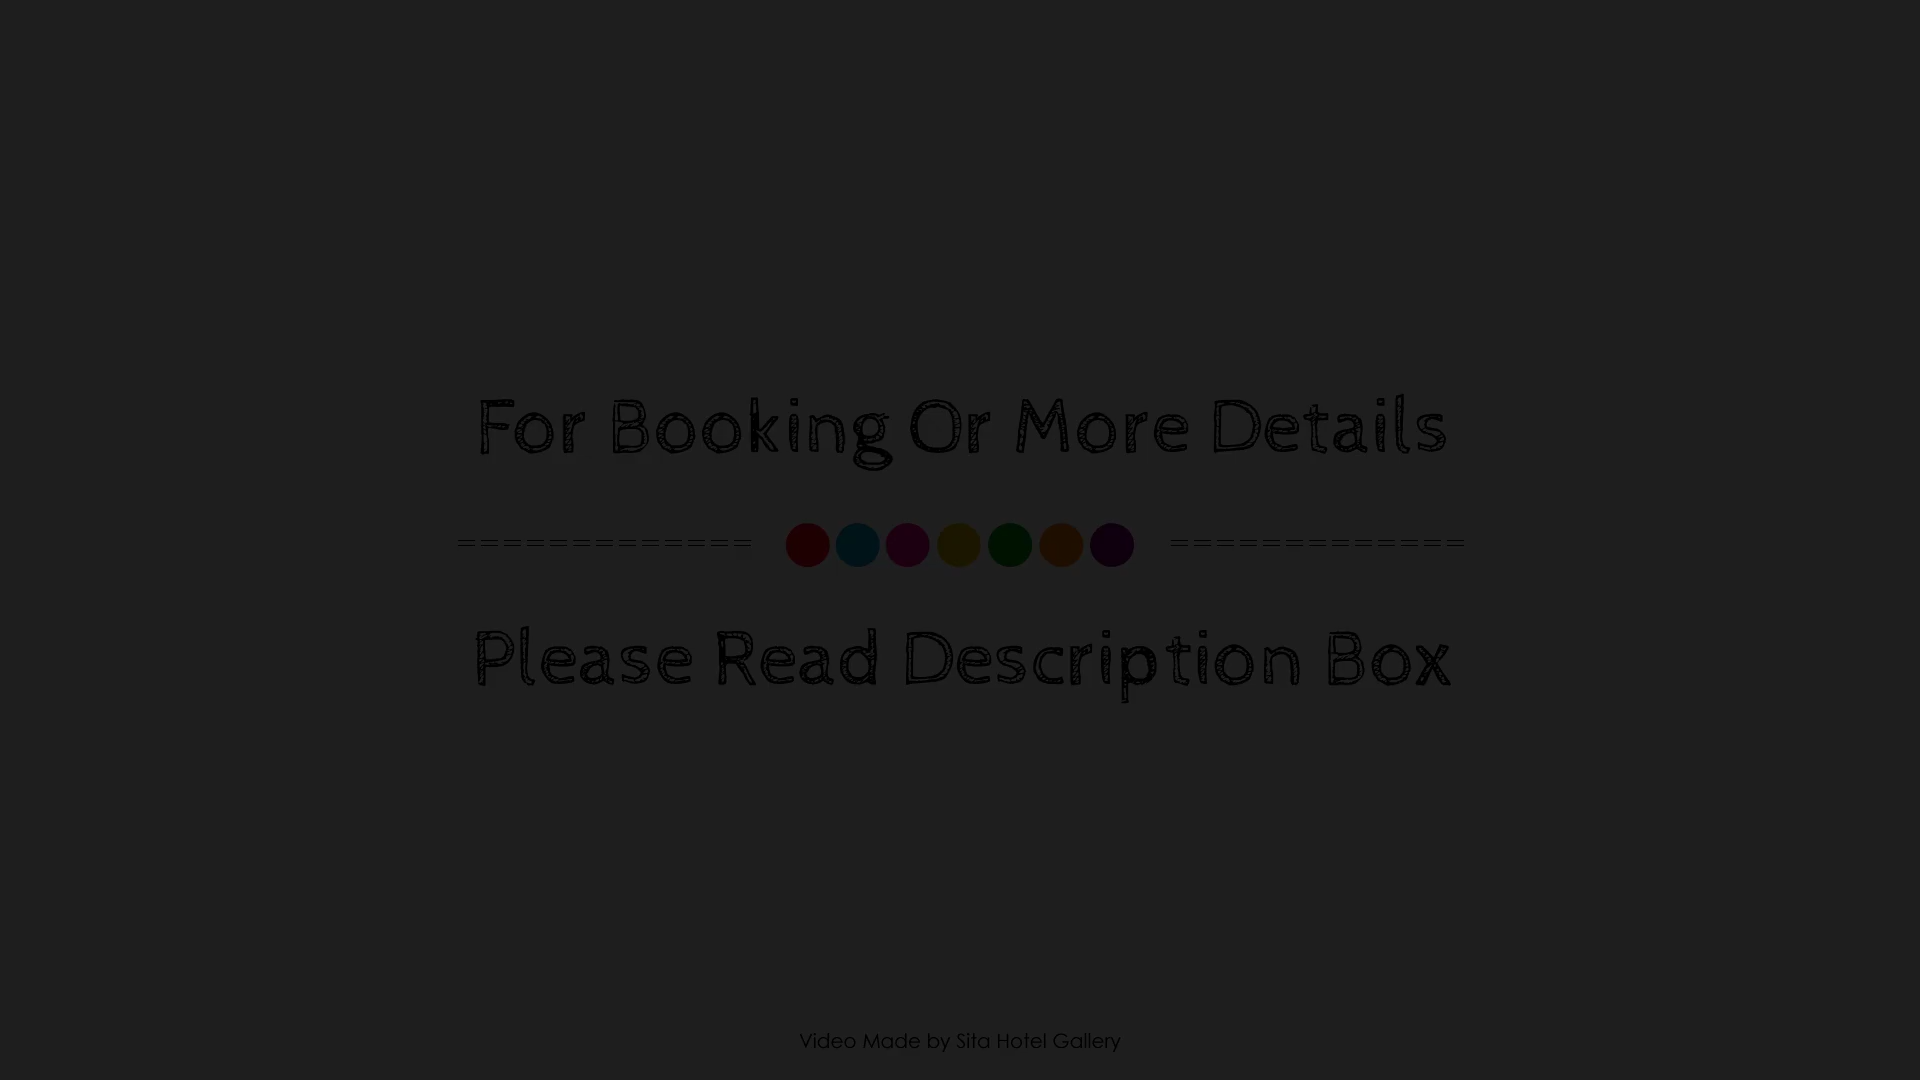 For Booking Or More Details
============= =============
Please Read Description Box
Video Made by Sita Hotel Gallery